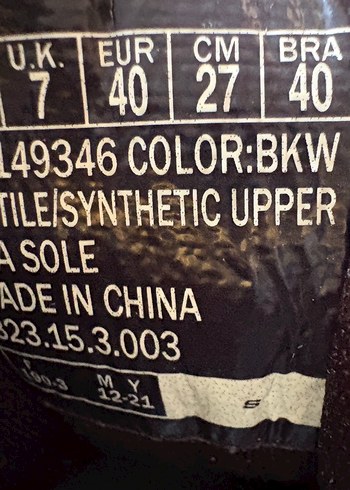 U.K. EUR CM BRA
7 40 27 40
149346 COLOR:BKW
TILE/SYNTHETIC UPPER
A SOLE
ADE IN CHINA
323.15.3.003
M Y
12-21
S